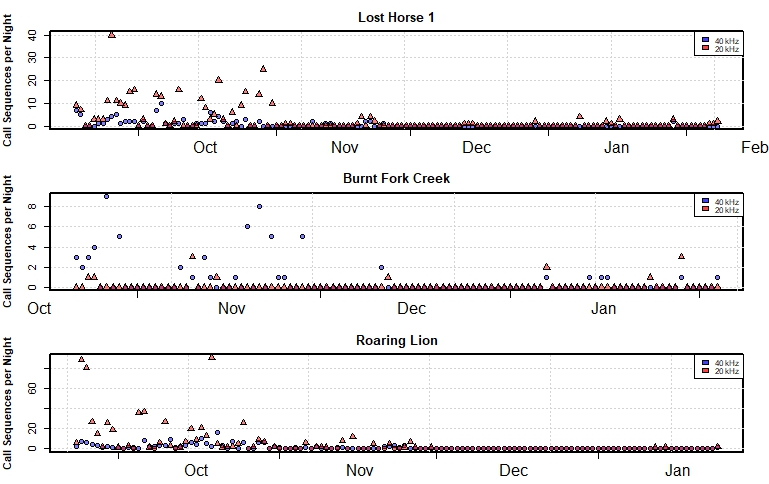 Lost Horse 1
Call Sequences per Night
40
30
20
10
0
40 kHz
20 kHz
Oct Nov Dec Jan Feb
Burnt Fork Creek
Call Sequences per Night
8
6
4
2
0
40 kHz
20 kHz
Oct Nov Dec Jan
Roaring Lion
Call Sequences per Night
60
20
0
40 kHz
20 kHz
Oct Nov Dec Jan